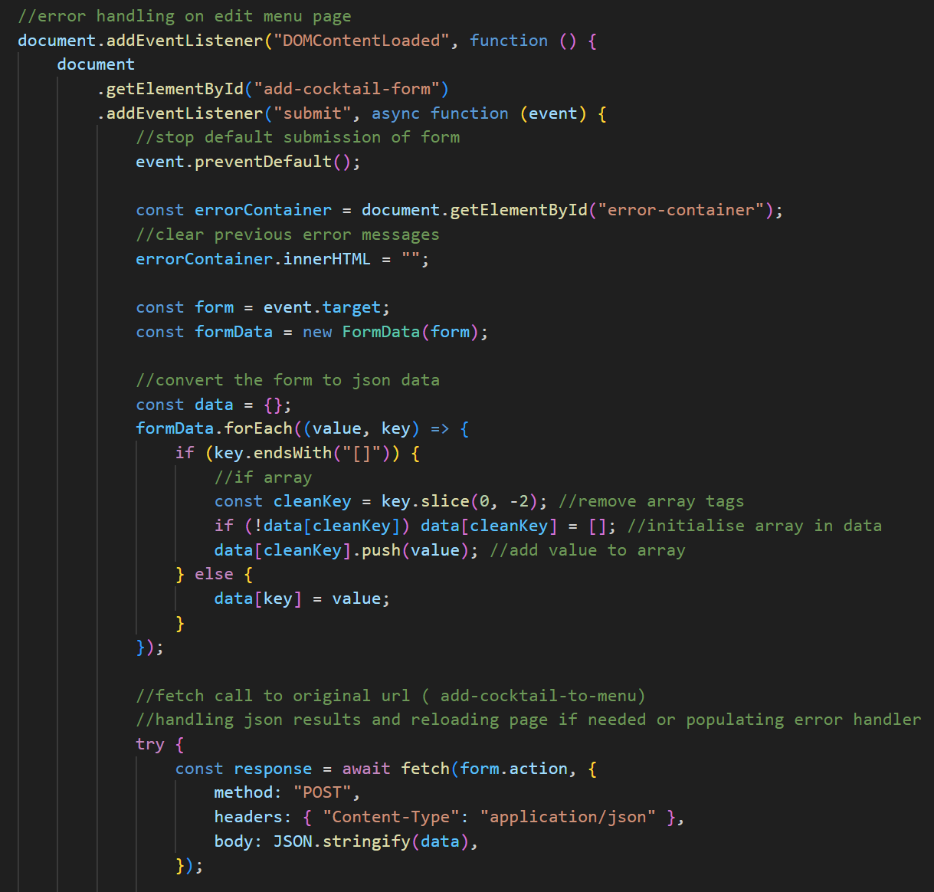 //error handling on edit menu page
document.addEventListener("DOMContentLoaded", function () {
    document
        .getElementById("add-cocktail-form")
        .addEventListener("submit", async function (event) {
            //stop default submission of form
            event.preventDefault();

            const errorContainer = document.getElementById("error-container");
            //clear previous error messages
            errorContainer.innerHTML = "";

            const form = event.target;
            const formData = new FormData(form);

            //convert the form to json data
            const data = {};
            formData.forEach((value, key) => {
                if (key.endsWith("[]")) {
                    //if array
                    const cleanKey = key.slice(0, -2); //remove array tags
                    if (!data[cleanKey]) data[cleanKey] = []; //initialise array in data
                    data[cleanKey].push(value); //add value to array
                } else {
                    data[key] = value;
                }
            });

            //fetch call to original url ( add-cocktail-to-menu)
            //handling json results and reloading page if needed or populating error handler
            try {
                const response = await fetch(form.action, {
                    method: "POST",
                    headers: { "Content-Type": "application/json" },
                    body: JSON.stringify(data),
                });